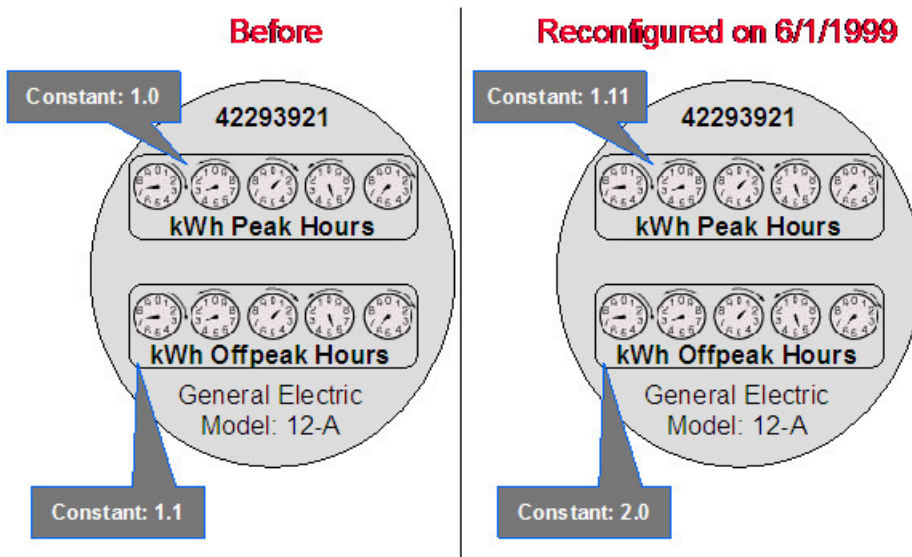 Before
Constant: 1.0
42293921
kWh Peak Hours
kWh Offpeak Hours
General Electric
Model: 12-A
Constant: 1.1
Reconfigured on 6/1/1999
Constant: 1.11
42293921
kWh Peak Hours
kWh Offpeak Hours
General Electric
Model: 12-A
Constant: 2.0